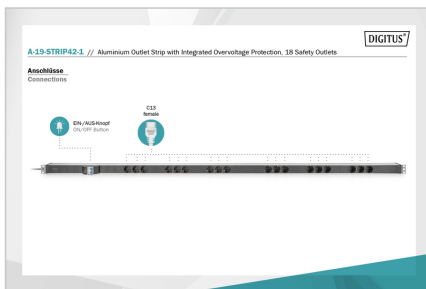 DIGITUS®
A-19-STRIP42-1 // Aluminium Outlet Strip with Integrated Overvoltage Protection, 18 Safety Outlets
Anschlüsse
Connections
C13
female
EIN-/AUS-Knopf
ON/OFF Button